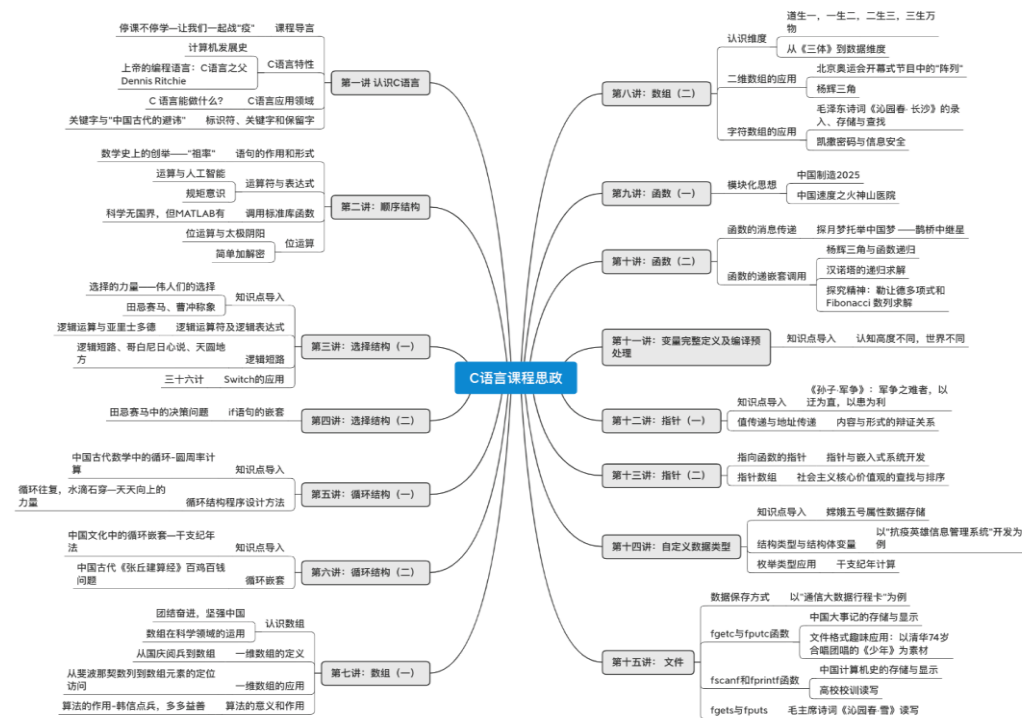 C语言课程思政
第一讲 认识C语言
课程导言
停课不停学—让我们一起战"疫"
C语言特性
计算机发展史
上帝的编程语言：C语言之父
Dennis Ritchie
C语言应用领域
C 语言能做什么？
标识符、关键字和保留字
关键字与"中国古代的避讳"
第二讲：顺序结构
语句的作用和形式
数学史上的创举——"祖率"
运算符与表达式
运算与人工智能
规矩意识
调用标准库函数
科学无国界，但MATLAB有
位运算
位运算与太极阴阳
简单加解密
第三讲：选择结构（一）
知识点导入
选择的力量——伟人们的选择
田忌赛马、曹冲称象
逻辑运算符及逻辑表达式
逻辑运算与亚里士多德
逻辑短路
逻辑短路、哥白尼日心说、天圆地
方
Switch的应用
三十六计
第四讲：选择结构（二）
if语句的嵌套
田忌赛马中的决策问题
第五讲：循环结构（一）
知识点导入
中国古代数学中的循环-圆周率计
算
循环结构程序设计方法
循环往复，水滴石穿—天天向上的
力量
第六讲：循环结构（二）
知识点导入
中国文化中的循环嵌套—干支纪年
法
循环嵌套
中国古代《张丘建算经》百鸡百钱
问题
第七讲：数组（一）
认识数组
团结奋进，坚强中国
数组在科学领域的运用
一维数组的定义
从国庆阅兵到数组
一维数组的应用
从斐波那契数列到数组元素的定位
访问
算法的意义和作用
算法的作用-韩信点兵，多多益善
第八讲：数组（二）
认识维度
道生一，一生二，二生三，三生万
物
从《三体》到数据维度
二维数组的应用
北京奥运会开幕式节目中的"阵列"
杨辉三角
字符数组的应用
毛泽东诗词《沁园春· 长沙》的录
入、存储与查找
凯撒密码与信息安全
第九讲：函数（一）
模块化思想
中国制造2025
中国速度之火神山医院
第十讲：函数（二）
函数的消息传递
探月梦托举中国梦 ——鹊桥中继星
函数的递嵌套调用
杨辉三角与函数递归
汉诺塔的递归求解
探究精神：勒让德多项式和
Fibonacci 数列求解
第十一讲：变量完整定义及编译预
处理
知识点导入
认知高度不同，世界不同
第十二讲：指针（一）
知识点导入
《孙子·军争》：军争之难者，以
迂为直，以患为利
值传递与地址传递
内容与形式的辩证关系
第十三讲：指针（二）
指向函数的指针
指针与嵌入式系统开发
指针数组
社会主义核心价值观的查找与排序
第十四讲：自定义数据类型
知识点导入
嫦娥五号属性数据存储
结构类型与结构体变量
以"抗疫英雄信息管理系统"开发为
例
枚举类型应用
干支纪年计算
第十五讲： 文件
数据保存方式
以"通信大数据行程卡"为例
fgetc与fputc函数
中国大事记的存储与显示
文件格式趣味应用：以清华74岁
合唱团唱的《少年》为素材
fscanf和fprintf函数
中国计算机史的存储与显示
高校校训读写
fgets与fputs
毛主席诗词《沁园春·雪》读写